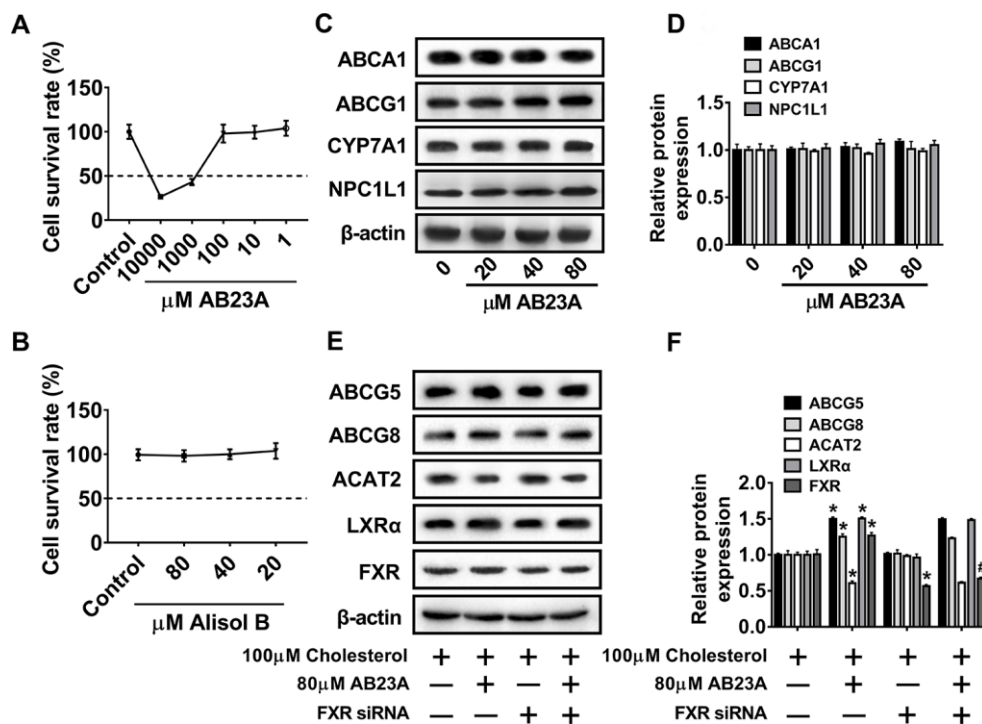 A
Cell survival rate (%)
150
100
50
0
Control
10000
1000
100
10
1
μM AB23A
B
Cell survival rate (%)
150
100
50
0
Control
80
40
20
μM Alisol B
C
ABCA1
ABCG1
CYP7A1
NPC1L1
β-actin
0
20
40
80
μM AB23A
D
ABCA1
ABCG1
CYP7A1
NPC1L1
Relative protein
expression
1.5
1.0
0.5
0.0
0
20
40
80
μM AB23A
E
ABCG5
ABCG8
ACAT2
LXRα
FXR
β-actin
100μM Cholesterol + + + +
80μM AB23A — + — +
FXR siRNA — — + +
F
ABCG5
ABCG8
ACAT2
LXRα
FXR
Relative protein
expression
2.0
1.5
1.0
0.5
0.0
* * * * * * #
100μM Cholesterol + + + +
80μM AB23A — + — +
FXR siRNA — — + +